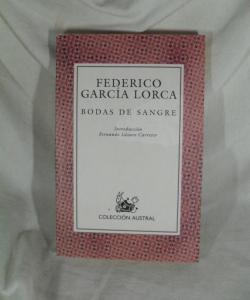 FEDERICO
GARCÍA LORCA
BODAS DE SANGRE
Introducción
Fernando Lázaro Carreter
COLECCIÓN AUSTRAL